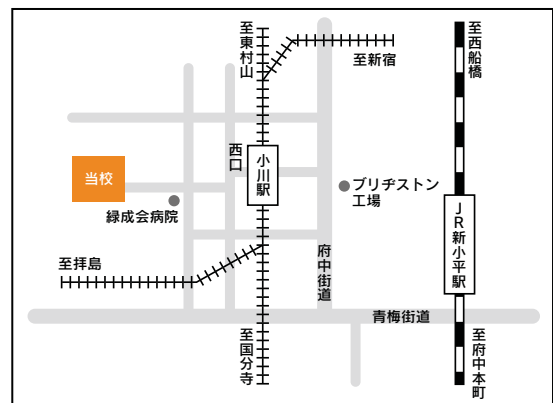 至東村山
至新宿
至西船橋
西口
小川駅
当校
緑成会病院
ブリヂストン
工場
JR新小平駅
至拝島
府中街道
青梅街道
至国分寺
至府中本町